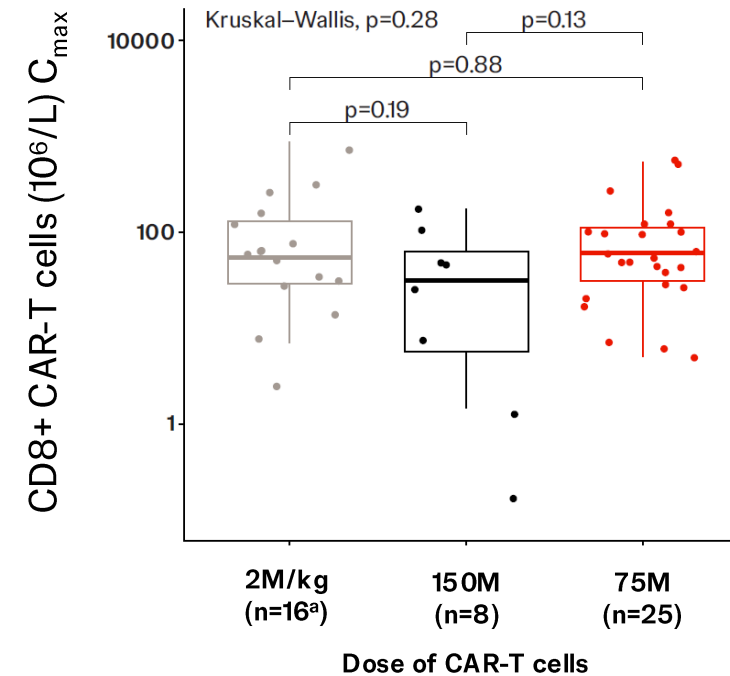 Kruskal–Wallis, p=0.28
p=0.13
p=0.88
p=0.19
CD8+ CAR-T cells (10⁶/L) Cₘₐₓ
10000
100
1
2M/kg
(n=16ᵃ)
150M
(n=8)
75M
(n=25)
Dose of CAR-T cells